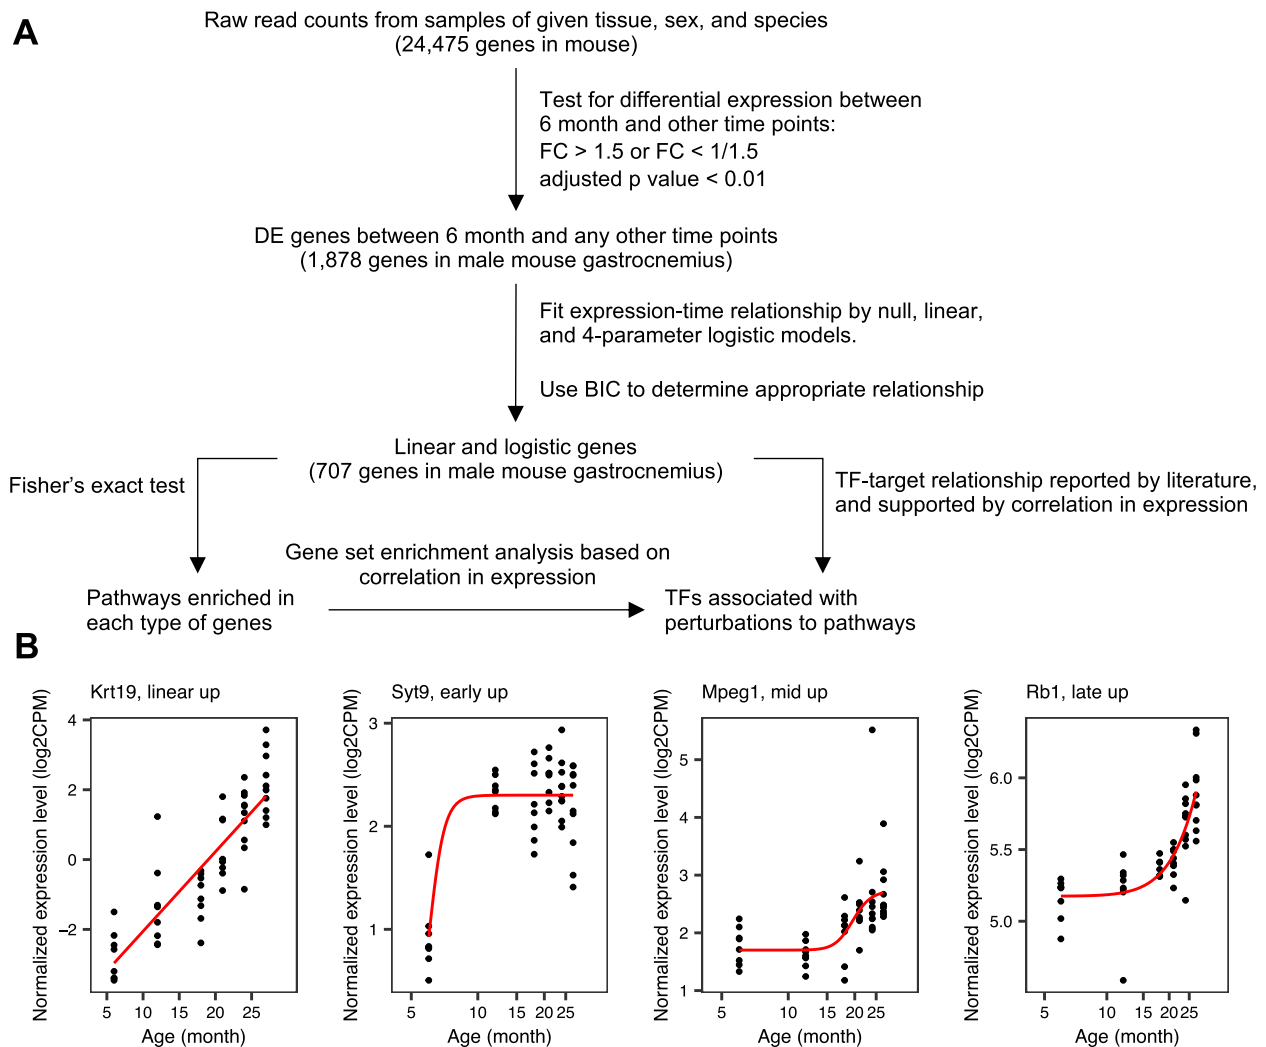 A
Raw read counts from samples of given tissue, sex, and species
(24,475 genes in mouse)
Test for differential expression between
6 month and other time points:
FC > 1.5 or FC < 1/1.5
adjusted p value < 0.01
DE genes between 6 month and any other time points
(1,878 genes in male mouse gastrocnemius)
Fit expression-time relationship by null, linear,
and 4-parameter logistic models.
Use BIC to determine appropriate relationship
Linear and logistic genes
(707 genes in male mouse gastrocnemius)
Fisher's exact test
TF-target relationship reported by literature,
and supported by correlation in expression
Gene set enrichment analysis based on
correlation in expression
Pathways enriched in
each type of genes
TFs associated with
perturbations to pathways
B
Krt19, linear up
Normalized expression level (log2CPM)
4
2
0
−2
5 10 15 20 25
Age (month)
Syt9, early up
Normalized expression level (log2CPM)
3
2
1
5 10 15 20 25
Age (month)
Mpeg1, mid up
Normalized expression level (log2CPM)
5
4
3
2
1
5 10 15 20 25
Age (month)
Rb1, late up
Normalized expression level (log2CPM)
6.0
5.5
5.0
5 10 15 20 25
Age (month)